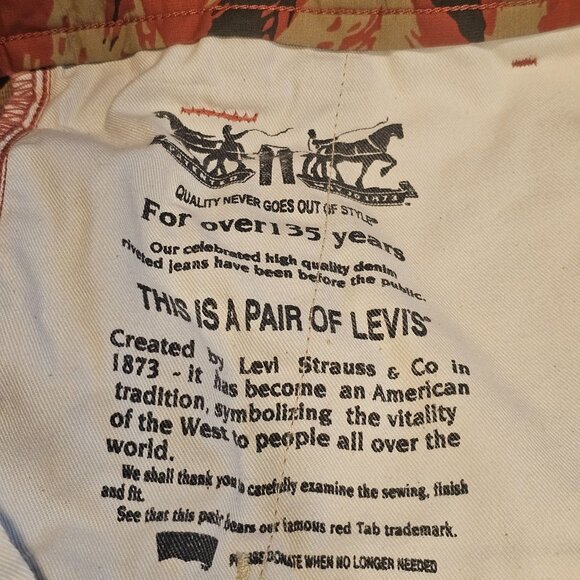 QUALITY NEVER GOES OUT OF STYLE®
For over 135 years
Our celebrated high quality denim
riveted jeans have been before the public.
THIS IS A PAIR OF LEVIS®
Created by Levi Strauss & Co in
1873 - it has become an American
tradition, symbolizing the vitality
of the West to people all over the
world.
We shall thank you to carefully examine the sewing, finish
and fit.
See that this pair bears our famous red Tab trademark.
PLEASE DONATE WHEN NO LONGER NEEDED